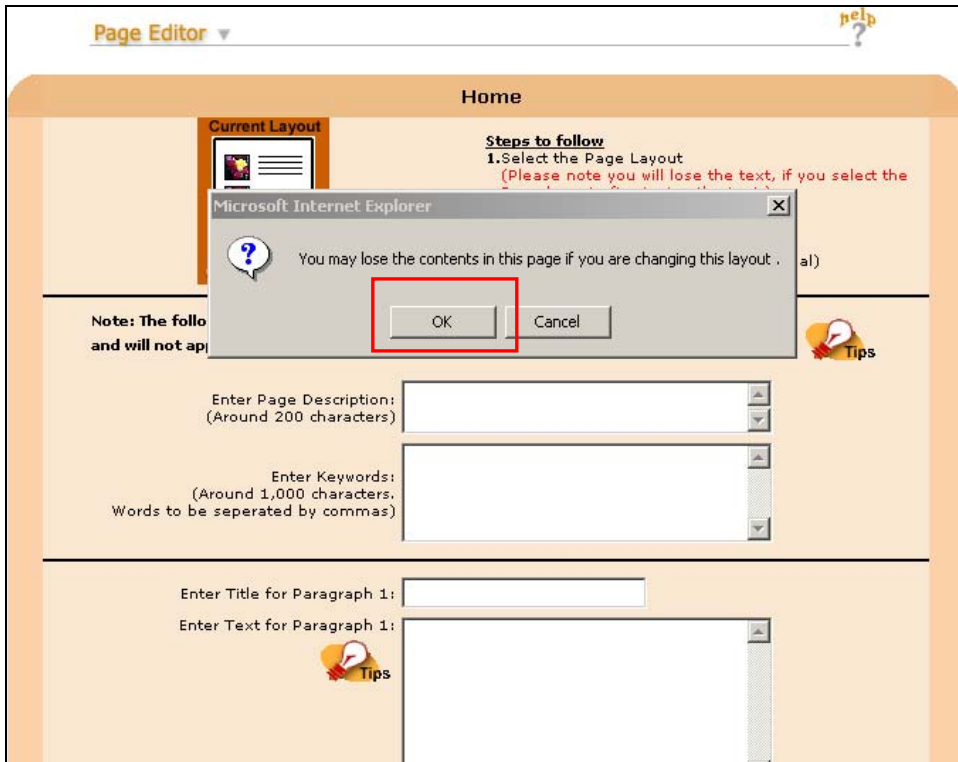 Page Editor
help
?
Home
Current Layout
Steps to follow
1.Select the Page Layout
(Please note you will lose the text, if you select the
Microsoft Internet Explorer
You may lose the contents in this page if you are changing this layout .
al)
OK
Cancel
Note: The follo
and will not ap
Tips
Enter Page Description:
(Around 200 characters)
Enter Keywords:
(Around 1,000 characters.
Words to be seperated by commas)
Enter Title for Paragraph 1:
Enter Text for Paragraph 1:
Tips